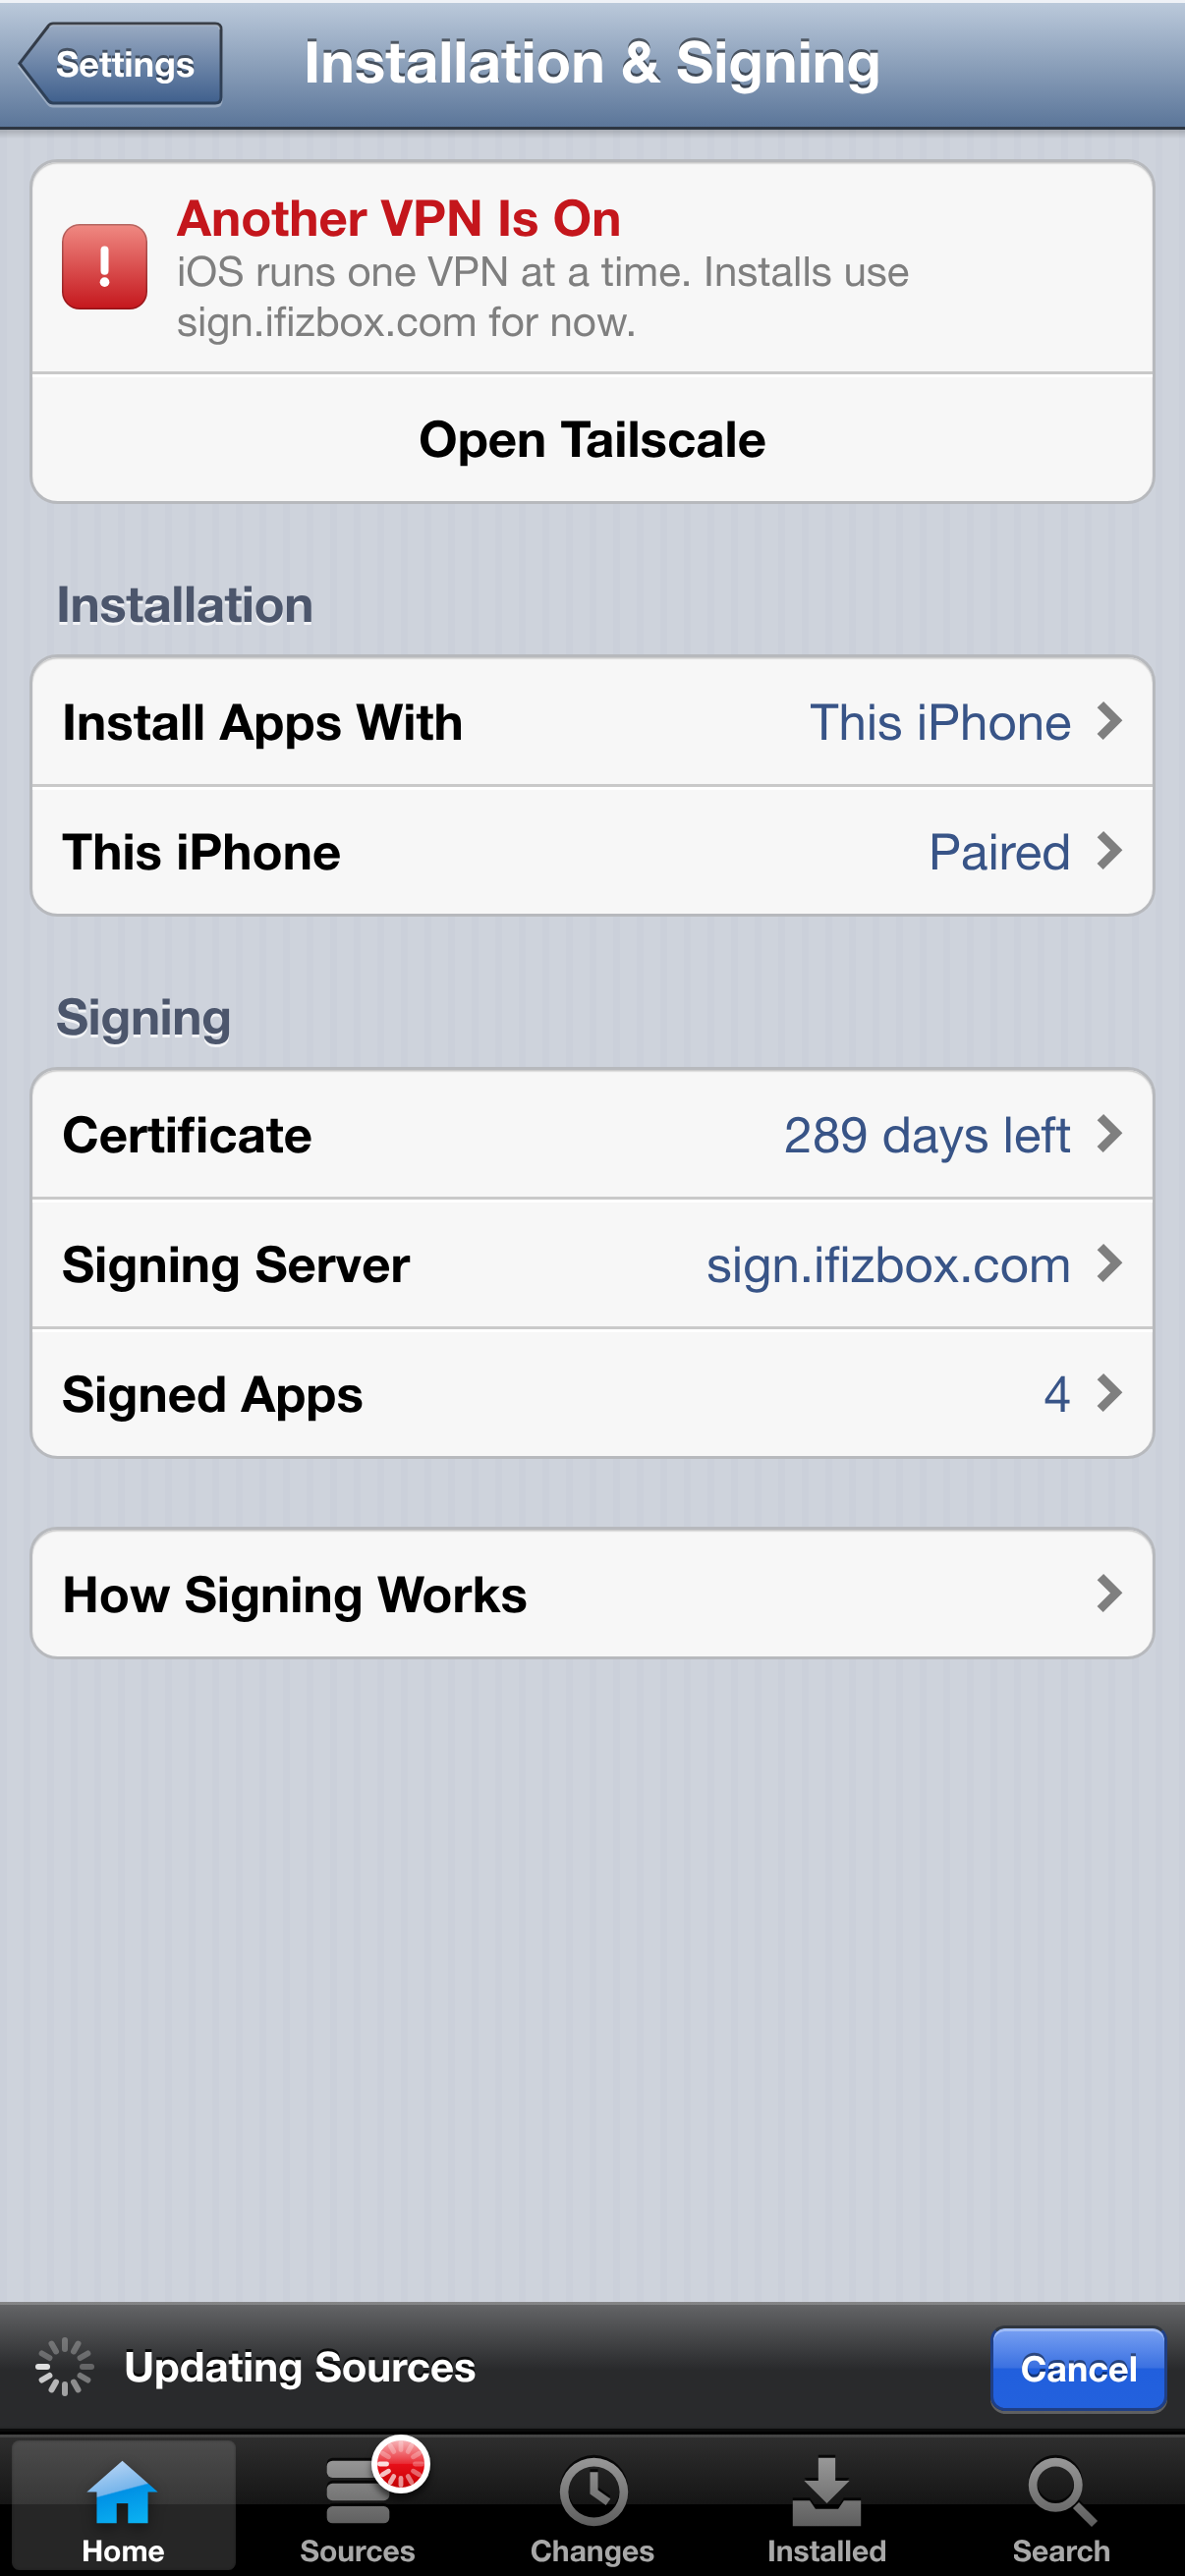 Settings
Installation & Signing
Another VPN Is On
iOS runs one VPN at a time. Installs use
sign.ifizbox.com for now.
Open Tailscale
Installation
Install Apps With This iPhone
This iPhone Paired
Signing
Certificate 289 days left
Signing Server sign.ifizbox.com
Signed Apps 4
How Signing Works
Updating Sources Cancel
Home Sources Changes Installed Search